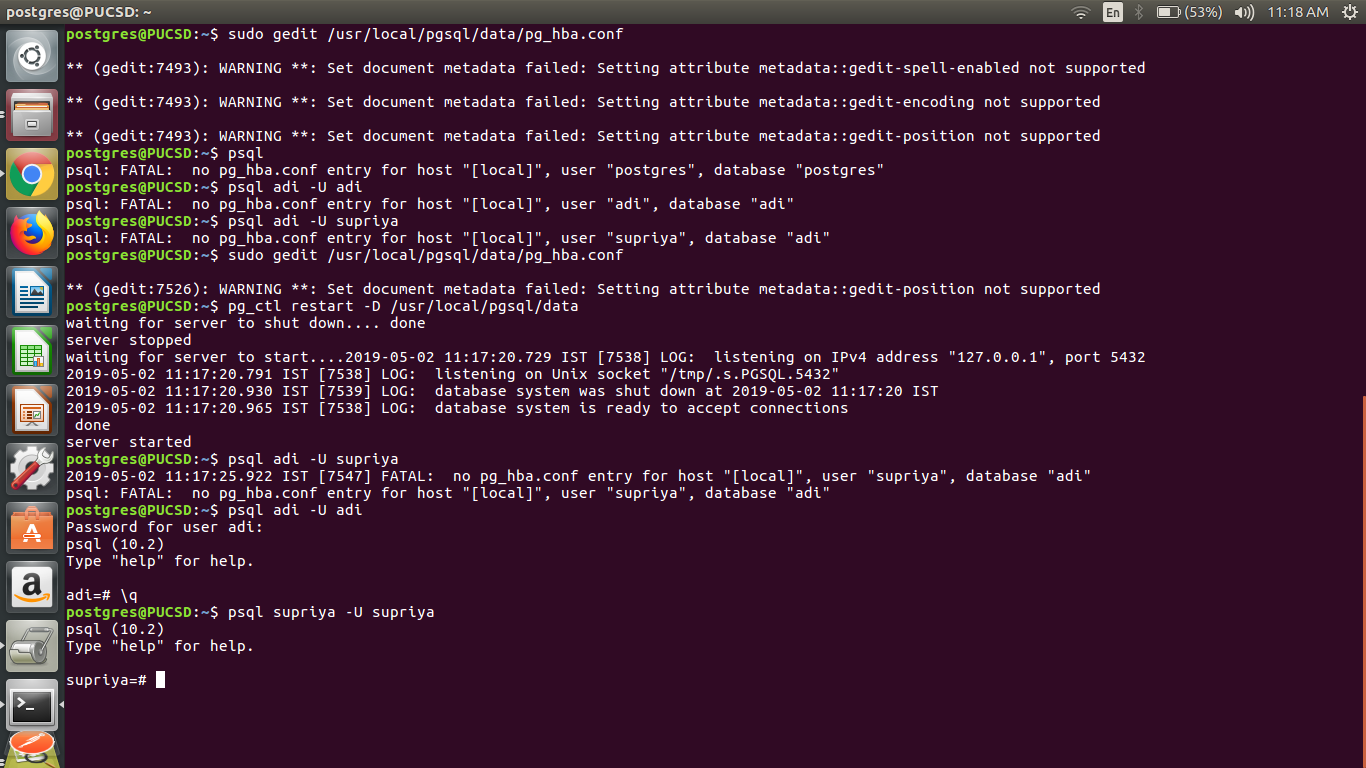 postgres@PUCSD: ~
En
(53%)
11:18 AM
postgres@PUCSD:~$ sudo gedit /usr/local/pgsql/data/pg_hba.conf
** (gedit:7493): WARNING **: Set document metadata failed: Setting attribute metadata::gedit-spell-enabled not supported
** (gedit:7493): WARNING **: Set document metadata failed: Setting attribute metadata::gedit-encoding not supported
** (gedit:7493): WARNING **: Set document metadata failed: Setting attribute metadata::gedit-position not supported
postgres@PUCSD:~$ psql
psql: FATAL:  no pg_hba.conf entry for host "[local]", user "postgres", database "postgres"
postgres@PUCSD:~$ psql adi -U adi
psql: FATAL:  no pg_hba.conf entry for host "[local]", user "adi", database "adi"
postgres@PUCSD:~$ psql adi -U supriya
psql: FATAL:  no pg_hba.conf entry for host "[local]", user "supriya", database "adi"
postgres@PUCSD:~$ sudo gedit /usr/local/pgsql/data/pg_hba.conf
** (gedit:7526): WARNING **: Set document metadata failed: Setting attribute metadata::gedit-position not supported
postgres@PUCSD:~$ pg_ctl restart -D /usr/local/pgsql/data
waiting for server to shut down.... done
server stopped
waiting for server to start....2019-05-02 11:17:20.729 IST [7538] LOG:  listening on IPv4 address "127.0.0.1", port 5432
2019-05-02 11:17:20.791 IST [7538] LOG:  listening on Unix socket "/tmp/.s.PGSQL.5432"
2019-05-02 11:17:20.930 IST [7539] LOG:  database system was shut down at 2019-05-02 11:17:20 IST
2019-05-02 11:17:20.965 IST [7538] LOG:  database system is ready to accept connections
 done
server started
postgres@PUCSD:~$ psql adi -U supriya
2019-05-02 11:17:25.922 IST [7547] FATAL:  no pg_hba.conf entry for host "[local]", user "supriya", database "adi"
psql: FATAL:  no pg_hba.conf entry for host "[local]", user "supriya", database "adi"
postgres@PUCSD:~$ psql adi -U adi
Password for user adi:
psql (10.2)
Type "help" for help.
adi=# \q
postgres@PUCSD:~$ psql supriya -U supriya
psql (10.2)
Type "help" for help.
supriya=#